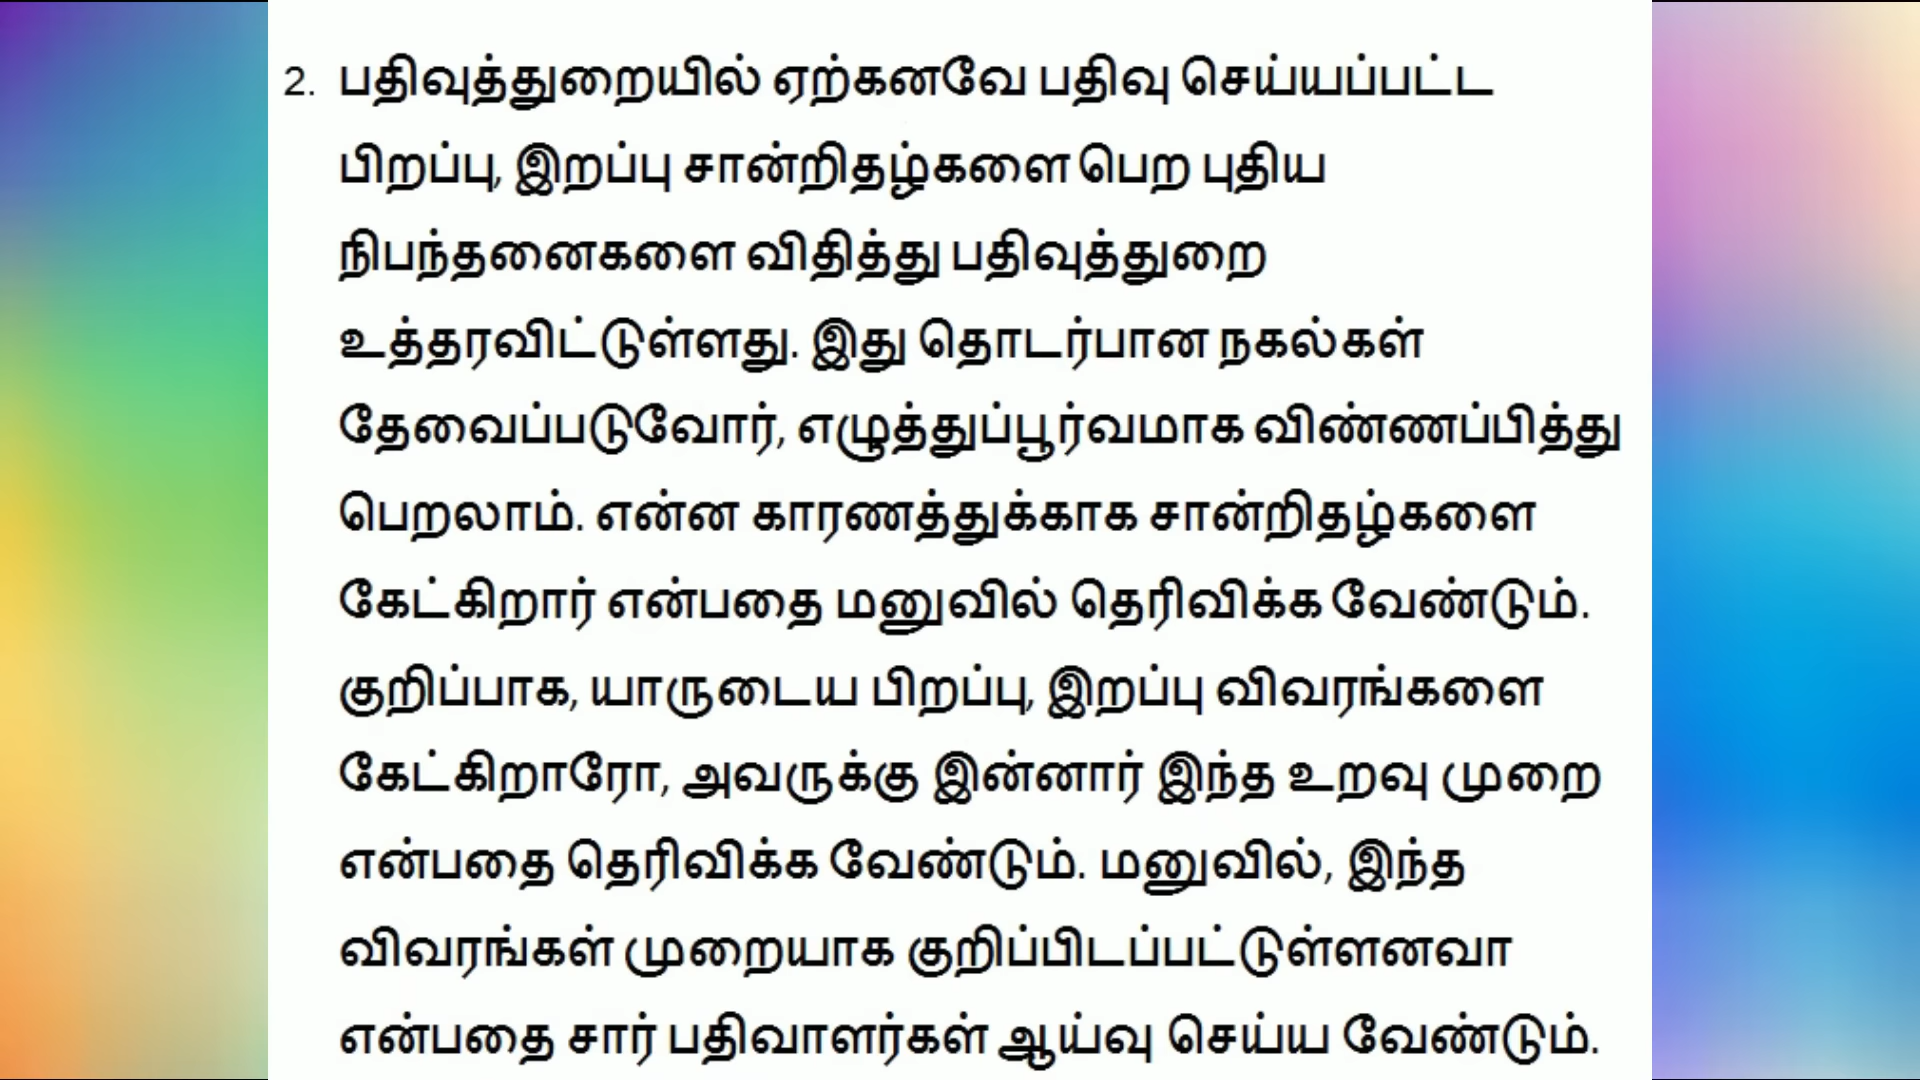 2. பதிவுத்துறையில் ஏற்கனவே பதிவு செய்யப்பட்ட
பிறப்பு, இறப்பு சான்றிதழ்களை பெற புதிய
நிபந்தனைகளை விதித்து பதிவுத்துறை
உத்தரவிட்டுள்ளது. இது தொடர்பான நகல்கள்
தேவைப்படுவோர், எழுத்துப்பூர்வமாக விண்ணப்பித்து
பெறலாம். என்ன காரணத்துக்காக சான்றிதழ்களை
கேட்கிறார் என்பதை மனுவில் தெரிவிக்க வேண்டும்.
குறிப்பாக, யாருடைய பிறப்பு, இறப்பு விவரங்களை
கேட்கிறாரோ, அவருக்கு இன்னார் இந்த உறவு முறை
என்பதை தெரிவிக்க வேண்டும். மனுவில், இந்த
விவரங்கள் முறையாக குறிப்பிடப்பட்டுள்ளனவா
என்பதை சார் பதிவாளர்கள் ஆய்வு செய்ய வேண்டும்.